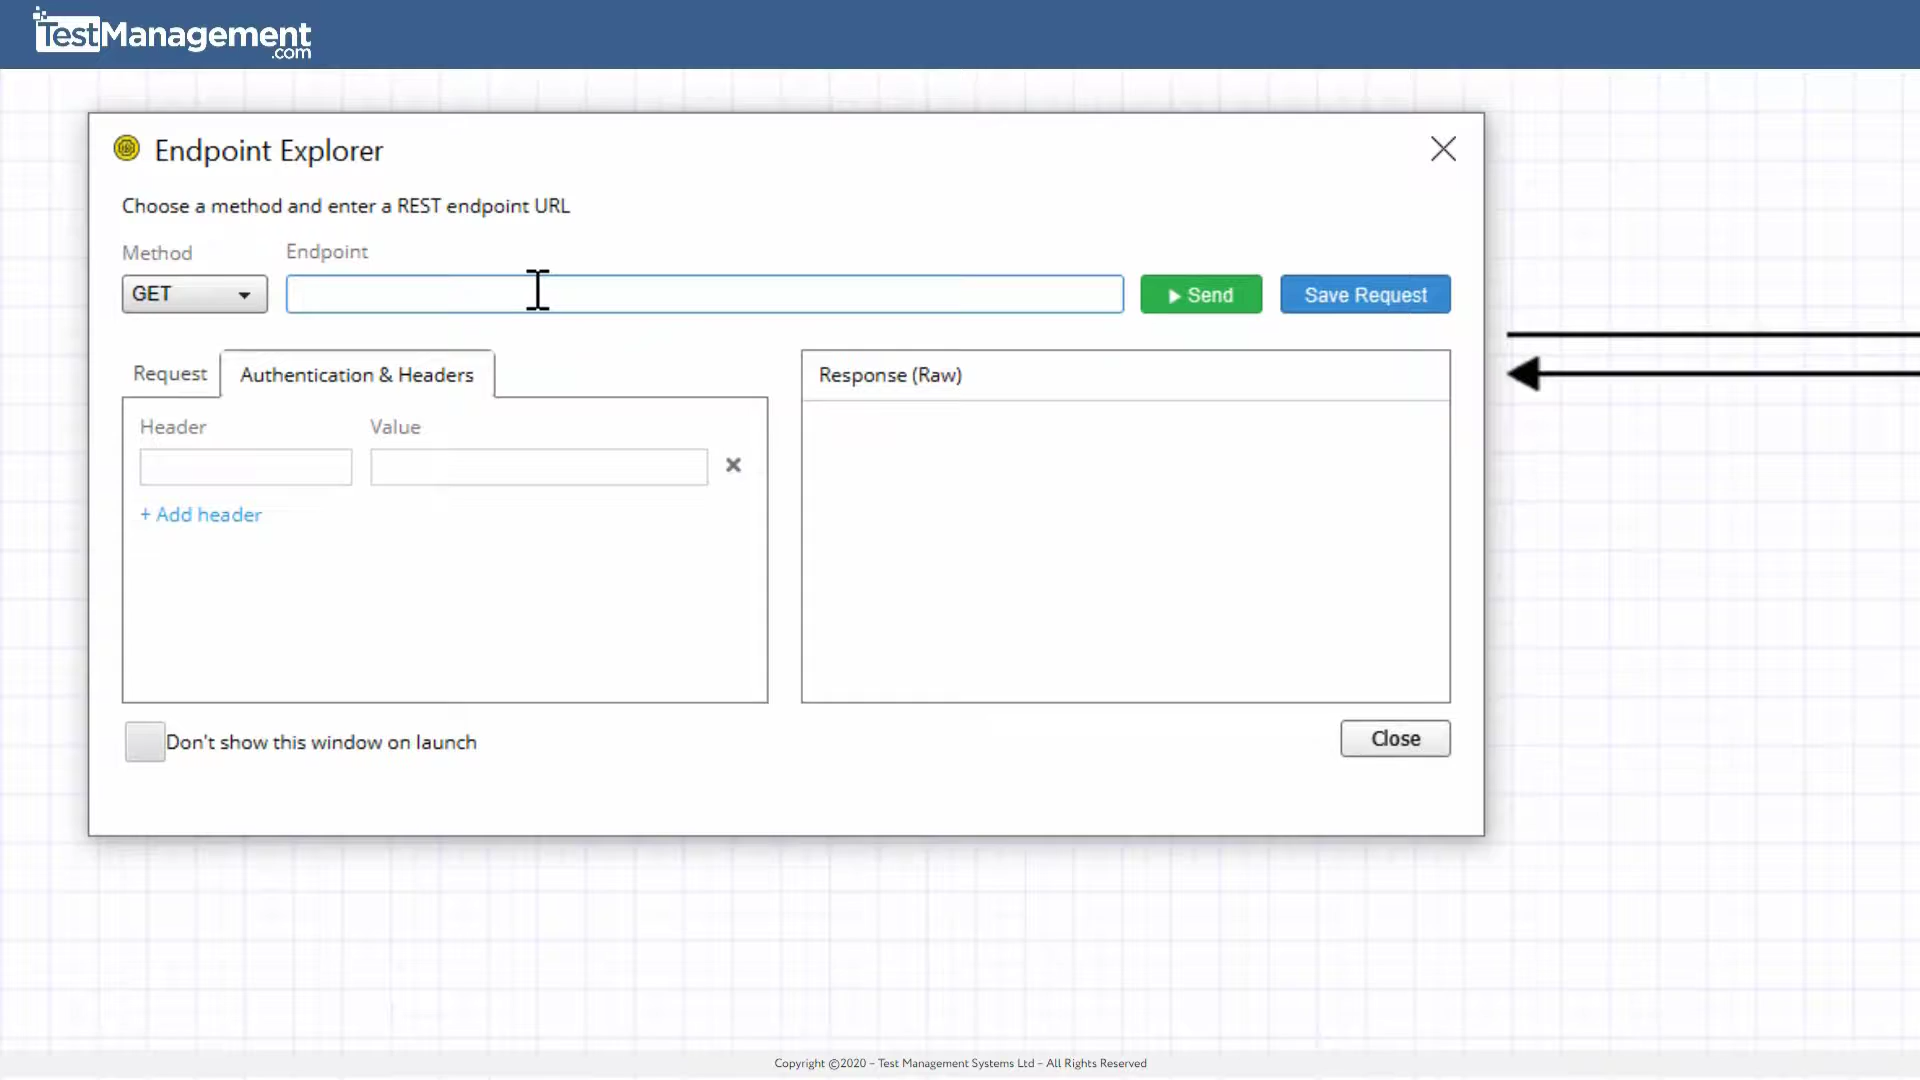 TestManagement
.com
Endpoint Explorer
Choose a method and enter a REST endpoint URL
Method Endpoint
GET Send Save Request
Request Authentication & Headers Response (Raw)
Header Value
+ Add header
Don't show this window on launch Close
Copyright ©2020 – Test Management Systems Ltd – All Rights Reserved